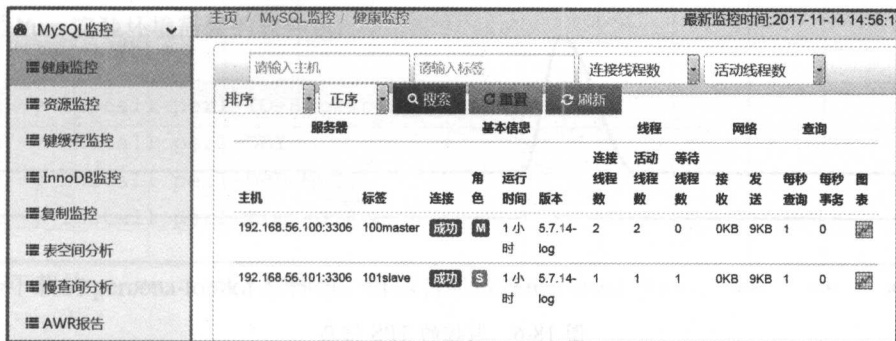 MySQL监控
健康监控
资源监控
键缓存监控
InnoDB监控
复制监控
表空间分析
慢查询分析
AWR报告
主页 / MySQL监控 / 健康监控 最新监控时间:2017-11-14 14:56:1
请输入主机 请输入标签 连接线程数 活动线程数
排序 正序 搜索 重置 刷新
服务器 基本信息 线程 网络 查询
主机 标签 连接 角色 运行时间 版本 连接线程数 活动线程数 等待线程数 接收 发送 每秒查询 每秒事务 图表
192.168.56.100:3306 100master 成功 M 1小时 5.7.14-log 2 2 0 0KB 9KB 1 0
192.168.56.101:3306 101slave 成功 S 1小时 5.7.14-log 1 1 1 0KB 9KB 1 0